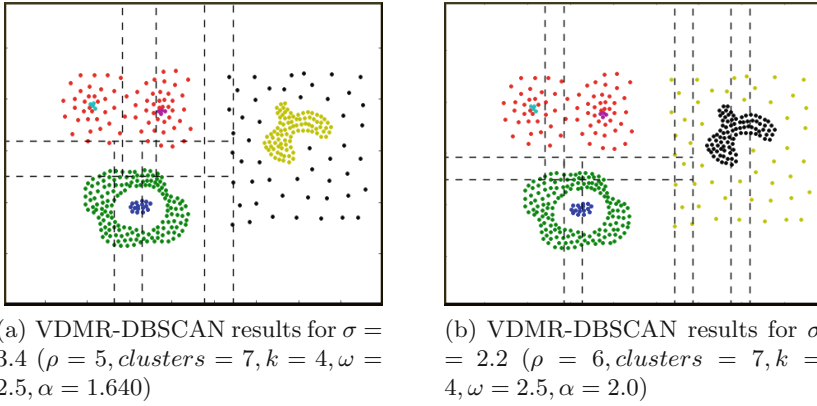 (a) VDMR-DBSCAN results for σ =
3.4 (ρ = 5, clusters = 7, k = 4, ω =
2.5, α = 1.640)
(b) VDMR-DBSCAN results for σ
= 2.2 (ρ = 6, clusters = 7, k =
4, ω = 2.5, α = 2.0)